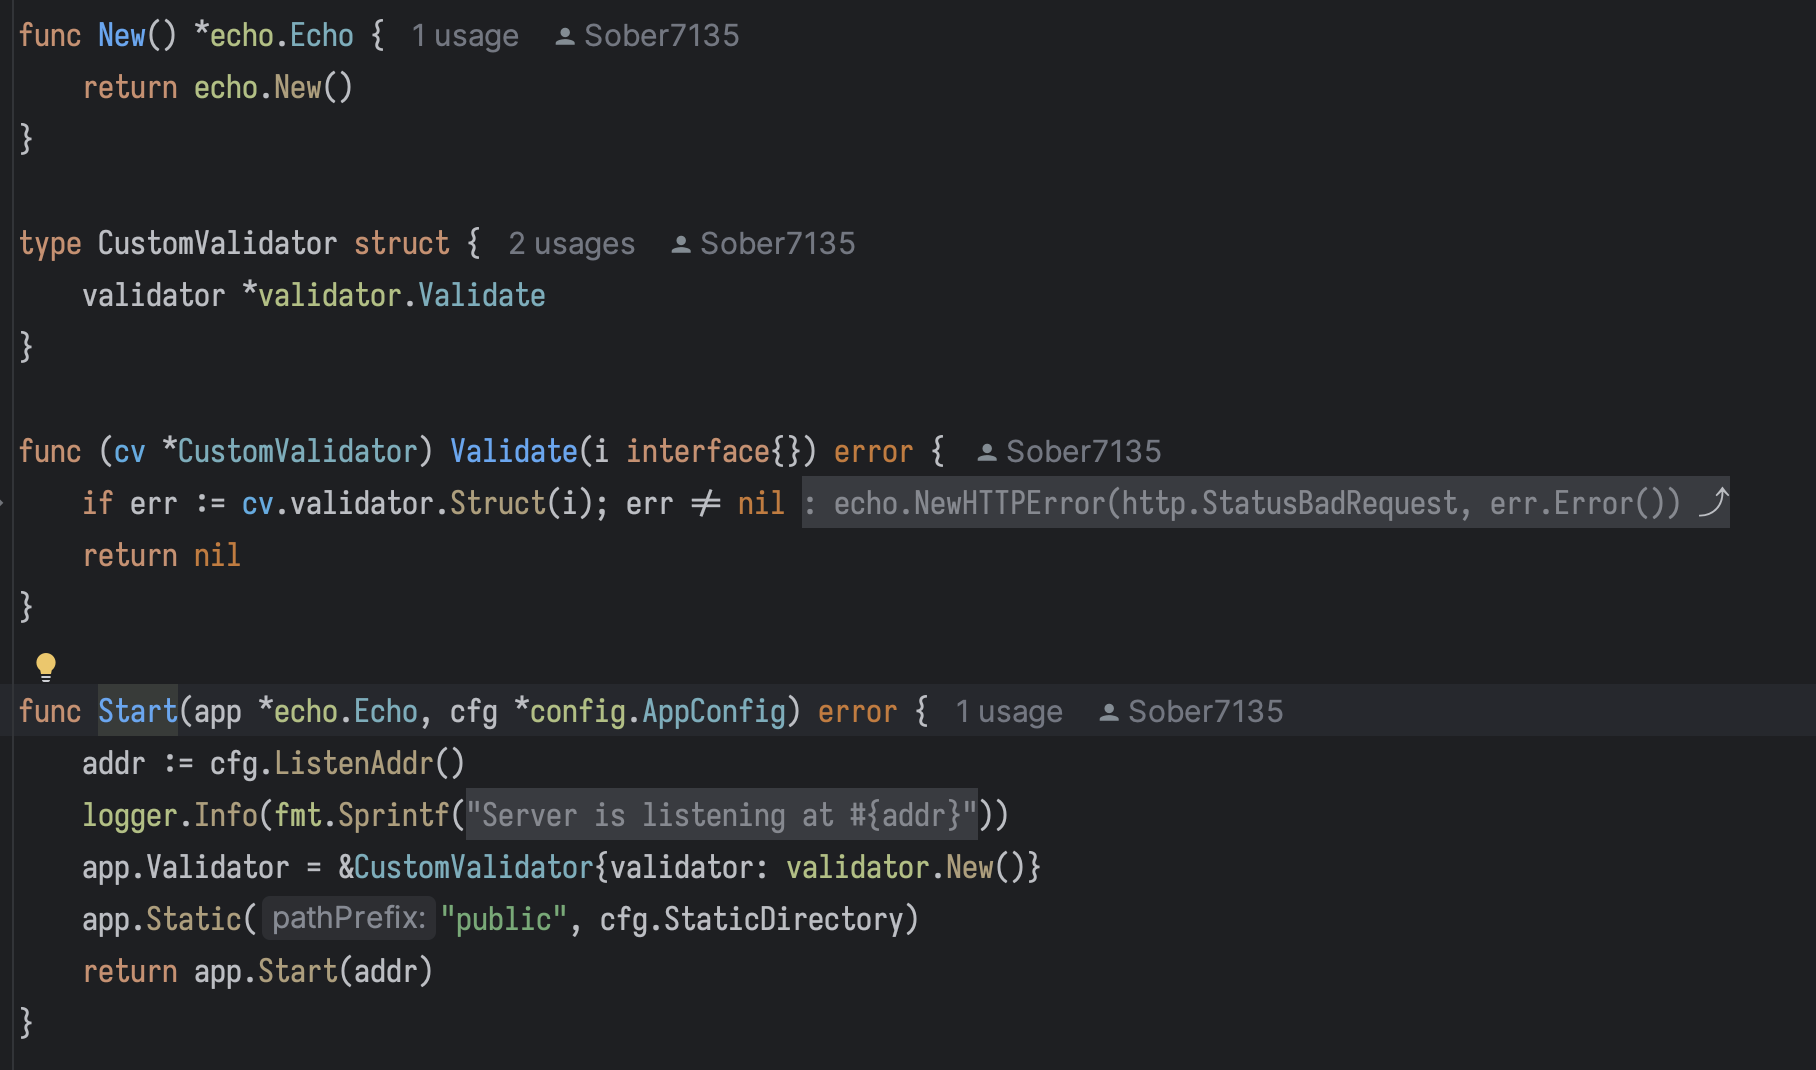 func New() *echo.Echo { 1 usage Sober7135
return echo.New()
}
type CustomValidator struct { 2 usages Sober7135
validator *validator.Validate
}
func (cv *CustomValidator) Validate(i interface{}) error { Sober7135
if err := cv.validator.Struct(i); err ≠ nil : echo.NewHTTPError(http.StatusBadRequest, err.Error()) ⤴
return nil
}
func Start(app *echo.Echo, cfg *config.AppConfig) error { 1 usage Sober7135
addr := cfg.ListenAddr()
logger.Info(fmt.Sprintf("Server is listening at #{addr}"))
app.Validator = &CustomValidator{validator: validator.New()}
app.Static( pathPrefix: "public", cfg.StaticDirectory)
return app.Start(addr)
}